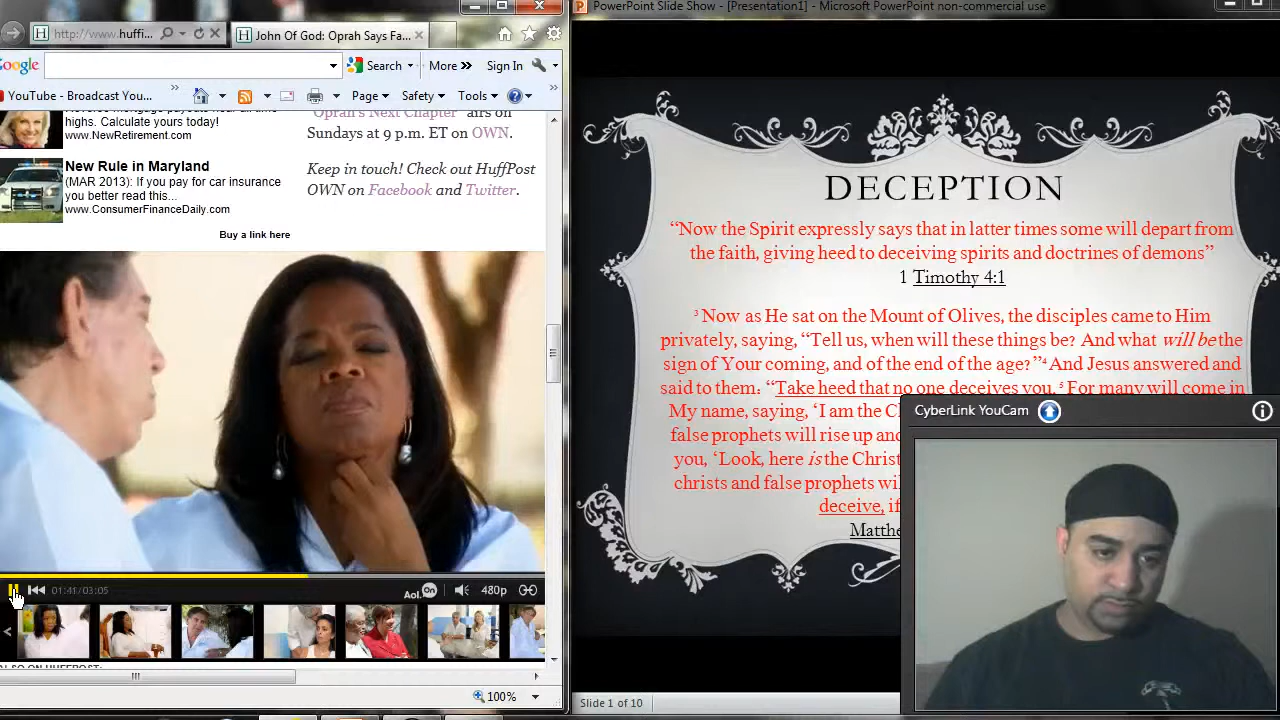 PowerPoint Slide Show - [Presentation1] - Microsoft PowerPoint non-commercial use
http://www.huffi...
John Of God: Oprah Says Fa...
Google
Search
More »
Sign In
YouTube - Broadcast You...
Page
Safety
Tools
highs. Calculate yours today!
www.NewRetirement.com
New Rule in Maryland
(MAR 2013): If you pay for car insurance
you better read this...
www.ConsumerFinanceDaily.com
Buy a link here
"Oprah's Next Chapter" airs on
Sundays at 9 p.m. ET on OWN.
Keep in touch! Check out HuffPost
OWN on Facebook and Twitter.
01:41/03:05
Aol. On
480p
100%
DECEPTION
“Now the Spirit expressly says that in latter times some will depart from
the faith, giving heed to deceiving spirits and doctrines of demons”
1 Timothy 4:1
3 Now as He sat on the Mount of Olives, the disciples came to Him
privately, saying, “Tell us, when will these things be? And what will be the
sign of Your coming, and of the end of the age?” 4 And Jesus answered and
said to them: “Take heed that no one deceives you. 5 For many will come in
My name, saying, ‘I am the C
false prophets will rise up and
you, ‘Look, here is the Christ
christs and false prophets wi
deceive, if
Matthe
CyberLink YouCam
Slide 1 of 10